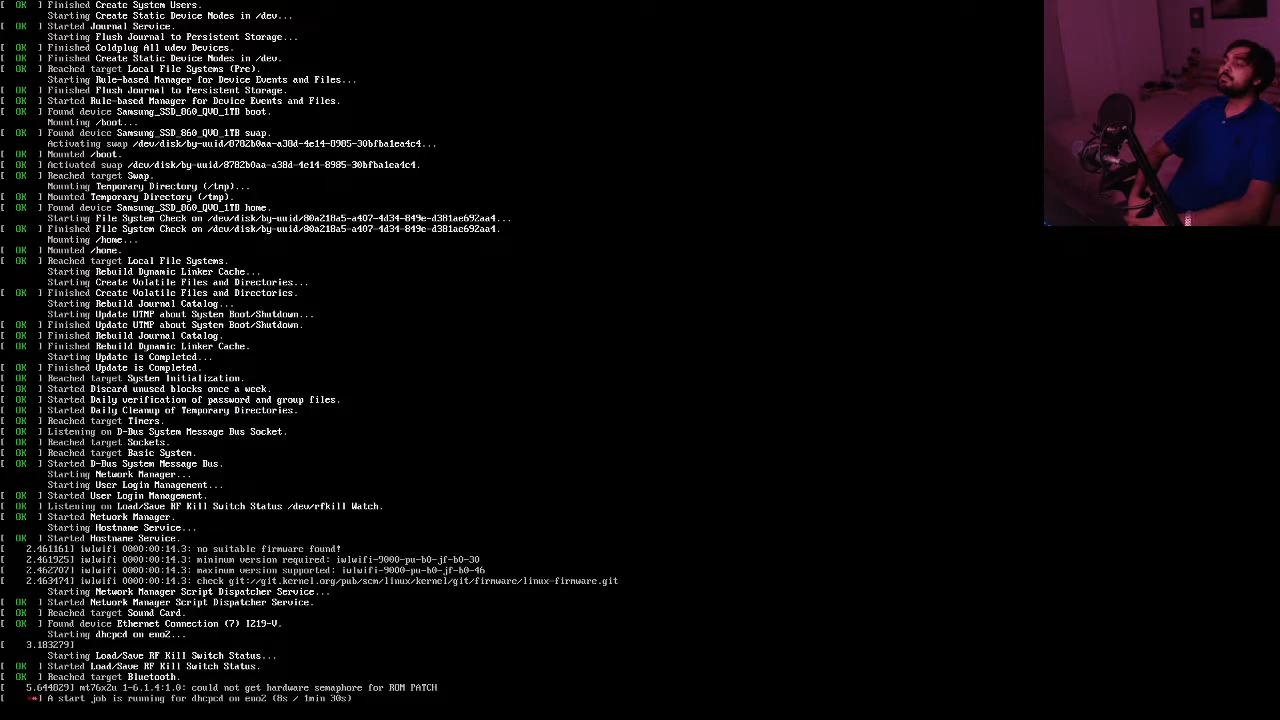 [  OK  ] Finished Create System Users.
Starting Create Static Device Nodes in /dev...
[  OK  ] Started Journal Service.
Starting Flush Journal to Persistent Storage...
[  OK  ] Finished Coldplug All udev Devices.
[  OK  ] Finished Create Static Device Nodes in /dev.
[  OK  ] Reached target Local File Systems (Pre).
Starting Rule-based Manager for Device Events and Files...
[  OK  ] Finished Flush Journal to Persistent Storage.
[  OK  ] Started Rule-based Manager for Device Events and Files.
[  OK  ] Found device Samsung_SSD_860_QVO_1TB boot.
Mounting /boot...
[  OK  ] Found device Samsung_SSD_860_QVO_1TB swap.
Activating swap /dev/disk/by-uuid/8782b0aa-a38d-4e14-8985-30bfba1ea4c4...
[  OK  ] Mounted /boot.
[  OK  ] Activated swap /dev/disk/by-uuid/8782b0aa-a38d-4e14-8985-30bfba1ea4c4.
[  OK  ] Reached target Swap.
Mounting Temporary Directory (/tmp)...
[  OK  ] Mounted Temporary Directory (/tmp).
[  OK  ] Found device Samsung_SSD_860_QVO_1TB home.
Starting File System Check on /dev/disk/by-uuid/80a218a5-a407-4d34-849e-d381ae692aa4...
[  OK  ] Finished File System Check on /dev/disk/by-uuid/80a218a5-a407-4d34-849e-d381ae692aa4.
Mounting /home...
[  OK  ] Mounted /home.
[  OK  ] Reached target Local File Systems.
Starting Rebuild Dynamic Linker Cache...
Starting Create Volatile Files and Directories...
[  OK  ] Finished Create Volatile Files and Directories.
Starting Rebuild Journal Catalog...
Starting Update UTMP about System Boot/Shutdown...
[  OK  ] Finished Update UTMP about System Boot/Shutdown.
[  OK  ] Finished Rebuild Journal Catalog.
[  OK  ] Finished Rebuild Dynamic Linker Cache.
Starting Update is Completed...
[  OK  ] Finished Update is Completed.
[  OK  ] Reached target System Initialization.
[  OK  ] Started Discard unused blocks once a week.
[  OK  ] Started Daily verification of password and group files.
[  OK  ] Started Daily Cleanup of Temporary Directories.
[  OK  ] Reached target Timers.
[  OK  ] Listening on D-Bus System Message Bus Socket.
[  OK  ] Reached target Sockets.
[  OK  ] Reached target Basic System.
[  OK  ] Started D-Bus System Message Bus.
Starting Network Manager...
Starting User Login Management...
[  OK  ] Started User Login Management.
[  OK  ] Listening on Load/Save RF Kill Switch Status /dev/rfkill Watch.
[  OK  ] Started Network Manager.
Starting Hostname Service...
[  OK  ] Started Hostname Service.
[    2.461161] iwlwifi 0000:00:14.3: no suitable firmware found!
[    2.461925] iwlwifi 0000:00:14.3: minimum version required: iwlwifi-9000-pu-b0-jf-b0-30
[    2.462707] iwlwifi 0000:00:14.3: maximum version supported: iwlwifi-9000-pu-b0-jf-b0-46
[    2.463474] iwlwifi 0000:00:14.3: check git://git.kernel.org/pub/scm/linux/kernel/git/firmware/linux-firmware.git
Starting Network Manager Script Dispatcher Service...
[  OK  ] Started Network Manager Script Dispatcher Service.
[  OK  ] Reached target Sound Card.
[  OK  ] Found device Ethernet Connection (7) I219-V.
Starting dhcpcd on eno2...
[    3.183279]
Starting Load/Save RF Kill Switch Status...
[  OK  ] Started Load/Save RF Kill Switch Status.
[  OK  ] Reached target Bluetooth.
[    5.644029] mt76x2u 1-6.1.4:1.0: could not get hardware semaphore for ROM PATCH
[    **] A start job is running for dhcpcd on eno2 (8s / 1min 30s)